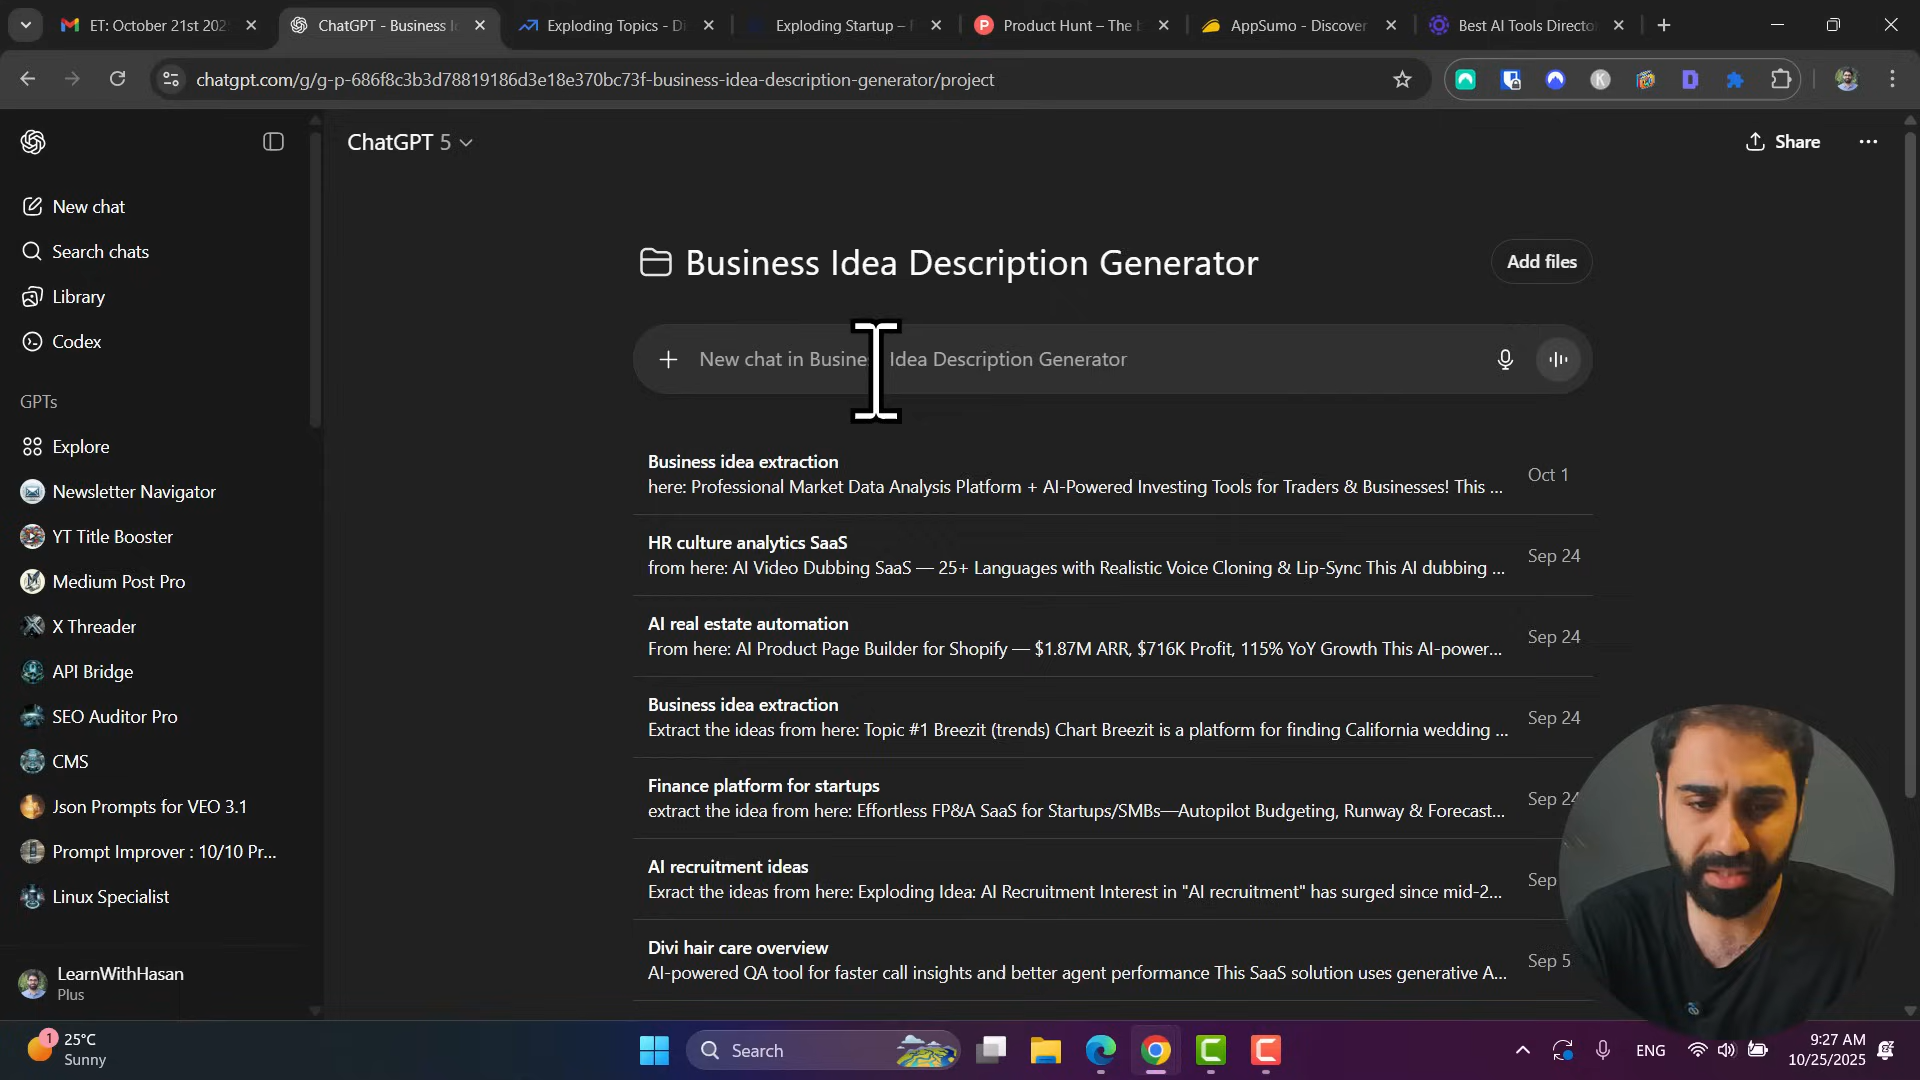 ET: October 21st 202
ChatGPT - Business I
Exploding Topics - Di
Exploding Startup – F
Product Hunt – The b
AppSumo - Discover
Best AI Tools Directo
chatgpt.com/g/g-p-686f8c3b3d78819186d3e18e370bc73f-business-idea-description-generator/project
ChatGPT 5
Share
New chat
Search chats
Library
Codex
GPTs
Explore
Newsletter Navigator
YT Title Booster
Medium Post Pro
X Threader
API Bridge
SEO Auditor Pro
CMS
Json Prompts for VEO 3.1
Prompt Improver : 10/10 Pr...
Linux Specialist
LearnWithHasan
Plus
Business Idea Description Generator
Add files
New chat in Business Idea Description Generator
Business idea extraction
here: Professional Market Data Analysis Platform + AI-Powered Investing Tools for Traders & Businesses! This ...
Oct 1
HR culture analytics SaaS
from here: AI Video Dubbing SaaS — 25+ Languages with Realistic Voice Cloning & Lip-Sync This AI dubbing ...
Sep 24
AI real estate automation
From here: AI Product Page Builder for Shopify — $1.87M ARR, $716K Profit, 115% YoY Growth This AI-power...
Sep 24
Business idea extraction
Extract the ideas from here: Topic #1 Breezit (trends) Chart Breezit is a platform for finding California wedding ...
Sep 24
Finance platform for startups
extract the idea from here: Effortless FP&A SaaS for Startups/SMBs—Autopilot Budgeting, Runway & Forecast...
Sep 24
AI recruitment ideas
Exract the ideas from here: Exploding Idea: AI Recruitment Interest in "AI recruitment" has surged since mid-2...
Sep
Divi hair care overview
AI-powered QA tool for faster call insights and better agent performance This SaaS solution uses generative A...
Sep 5
1
25°C
Sunny
Search
ENG
9:27 AM
10/25/2025